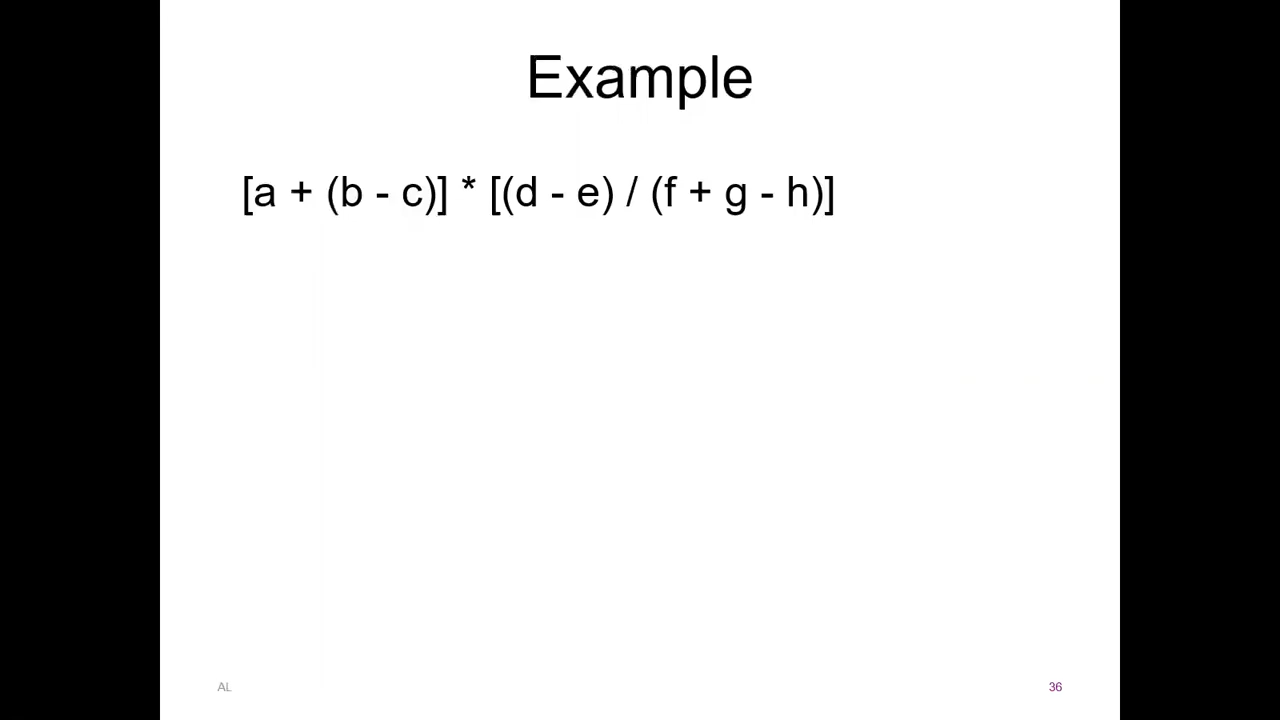 Example
[a + (b - c)] * [(d - e) / (f + g - h)]
AL
36